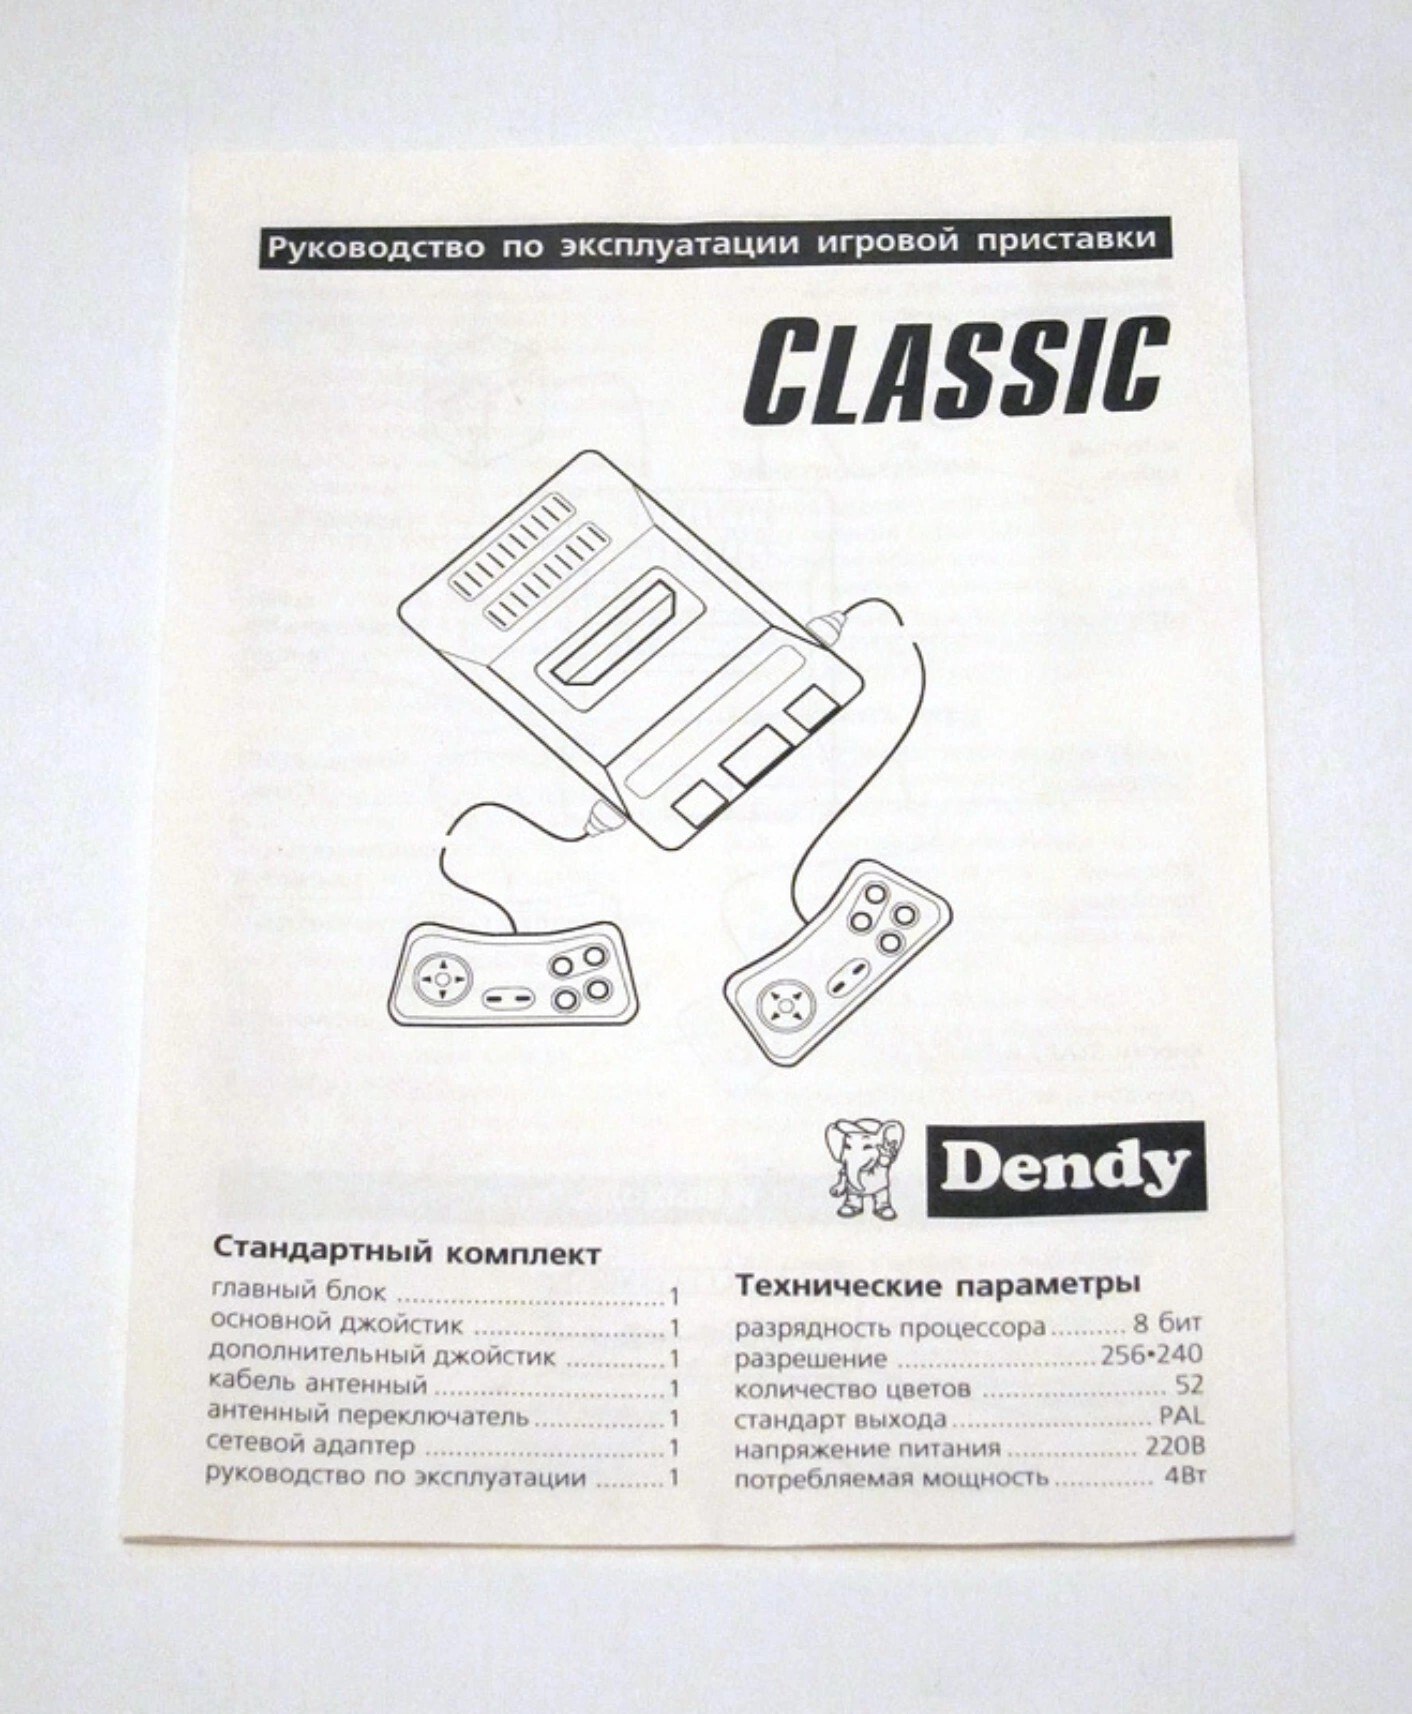 Руководство по эксплуатации игровой приставки
CLASSIC
Dendy
Стандартный комплект
главный блок ................................. 1
основной джойстик ........................ 1
дополнительный джойстик ............ 1
кабель антенный ............................. 1
антенный переключатель ................ 1
сетевой адаптер .............................. 1
руководство по эксплуатации ......... 1
Технические параметры
разрядность процессора .......... 8 бит
разрешение ......................... 256•240
количество цветов ........................ 52
стандарт выхода .......................... PAL
напряжение питания ................. 220В
потребляемая мощность ............. 4Вт